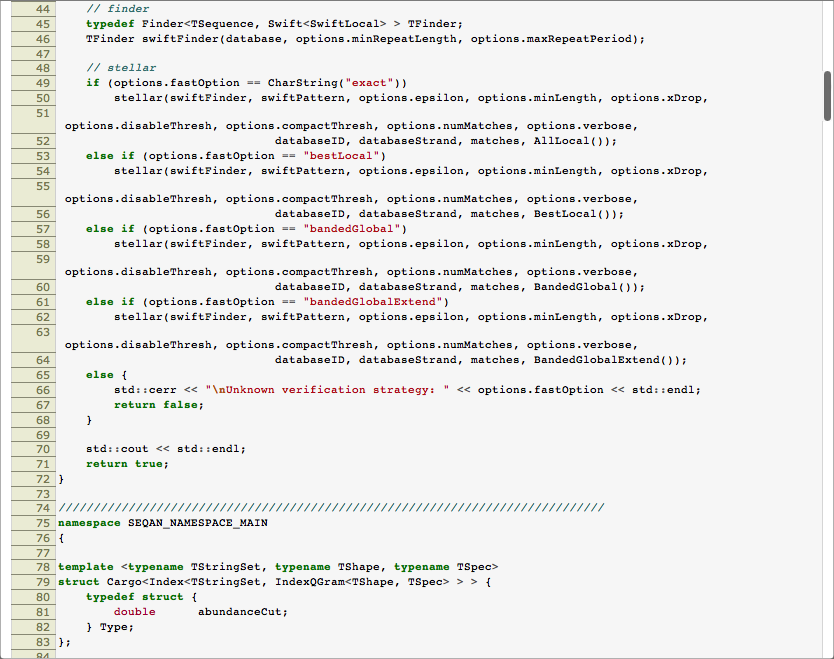 44     // finder
45     typedef Finder<TSequence, Swift<SwiftLocal> > TFinder;
46     TFinder swiftFinder(database, options.minRepeatLength, options.maxRepeatPeriod);
47
48     // stellar
49     if (options.fastOption == CharString("exact"))
50         stellar(swiftFinder, swiftPattern, options.epsilon, options.minLength, options.xDrop,
51
options.disableThresh, options.compactThresh, options.numMatches, options.verbose,
52                                databaseID, databaseStrand, matches, AllLocal());
53     else if (options.fastOption == "bestLocal")
54         stellar(swiftFinder, swiftPattern, options.epsilon, options.minLength, options.xDrop,
55
options.disableThresh, options.compactThresh, options.numMatches, options.verbose,
56                                databaseID, databaseStrand, matches, BestLocal());
57     else if (options.fastOption == "bandedGlobal")
58         stellar(swiftFinder, swiftPattern, options.epsilon, options.minLength, options.xDrop,
59
options.disableThresh, options.compactThresh, options.numMatches, options.verbose,
60                                databaseID, databaseStrand, matches, BandedGlobal());
61     else if (options.fastOption == "bandedGlobalExtend")
62         stellar(swiftFinder, swiftPattern, options.epsilon, options.minLength, options.xDrop,
63
options.disableThresh, options.compactThresh, options.numMatches, options.verbose,
64                                databaseID, databaseStrand, matches, BandedGlobalExtend());
65     else {
66         std::cerr << "\nUnknown verification strategy: " << options.fastOption << std::endl;
67         return false;
68     }
69
70     std::cout << std::endl;
71     return true;
72 }
73
74 //////////////////////////////////////////////////////////////////////////////
75 namespace SEQAN_NAMESPACE_MAIN
76 {
77
78 template <typename TStringSet, typename TShape, typename TSpec>
79 struct Cargo<Index<TStringSet, IndexQGram<TShape, TSpec> > > {
80     typedef struct {
81         double      abundanceCut;
82     } Type;
83 };
84